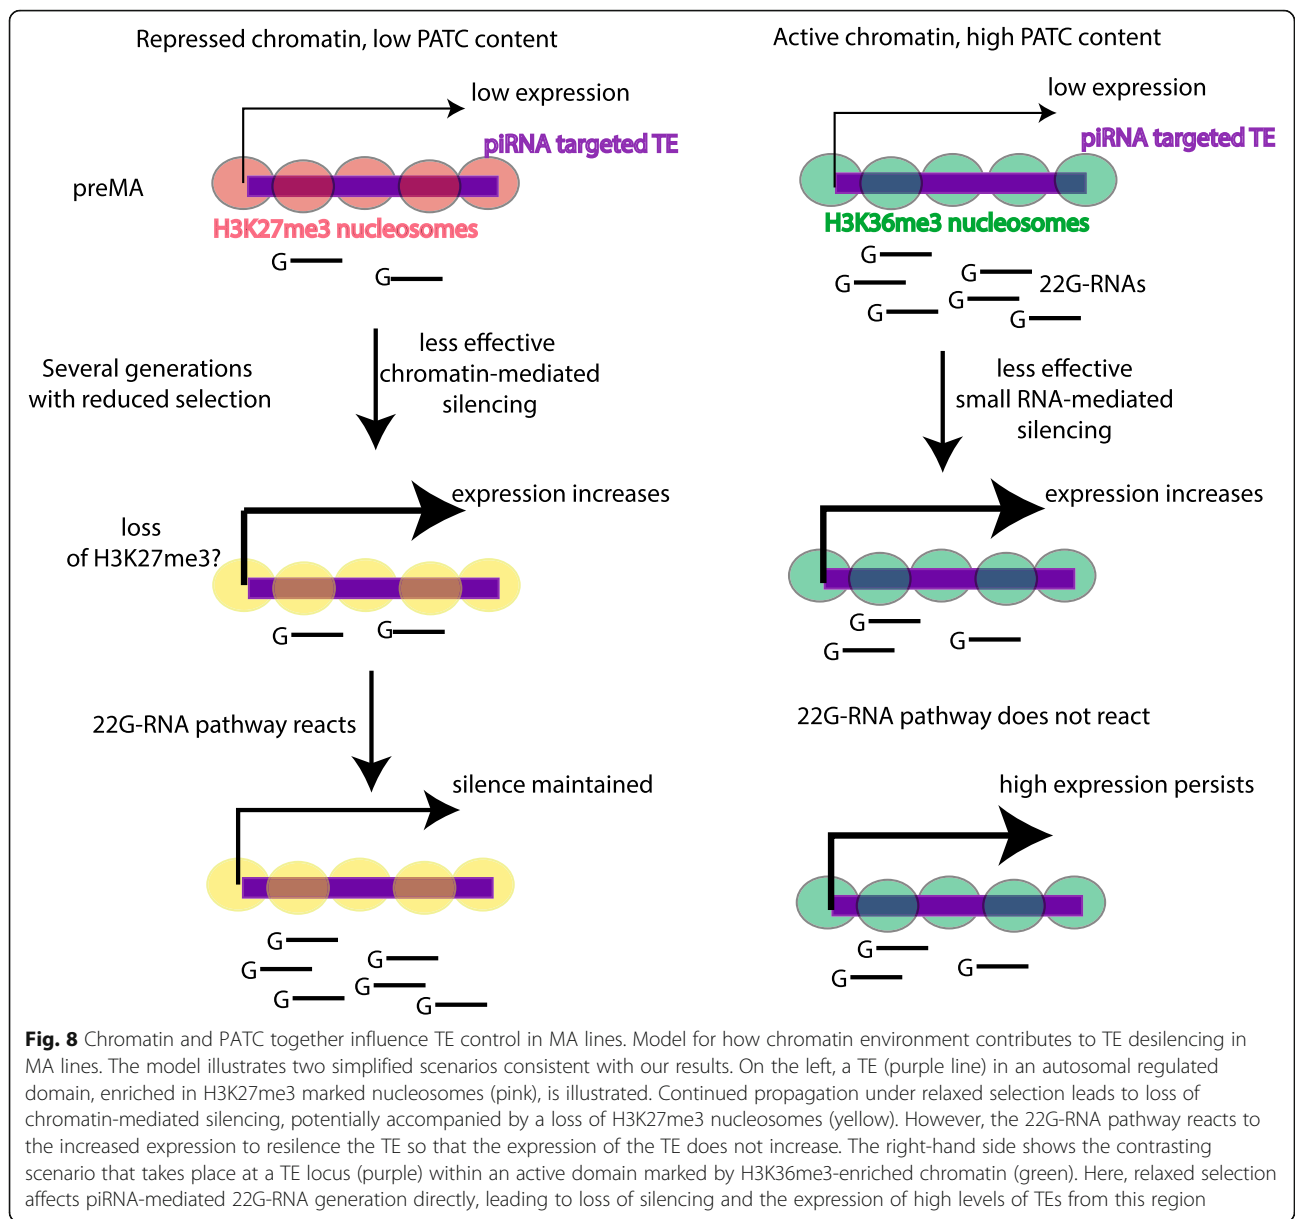 Repressed chromatin, low PATC content
low expression
piRNA targeted TE
preMA
H3K27me3 nucleosomes
G
G
Several generations
with reduced selection
less effective
chromatin-mediated
silencing
expression increases
loss
of H3K27me3?
G
G
22G-RNA pathway reacts
silence maintained
G
G
G
G
G
G
Active chromatin, high PATC content
low expression
piRNA targeted TE
H3K36me3 nucleosomes
G
G
G
G
G
G
22G-RNAs
less effective
small RNA-mediated
silencing
expression increases
G
G
G
22G-RNA pathway does not react
high expression persists
G
G
G
Fig. 8 Chromatin and PATC together influence TE control in MA lines. Model for how chromatin environment contributes to TE desilencing in
MA lines. The model illustrates two simplified scenarios consistent with our results. On the left, a TE (purple line) in an autosomal regulated
domain, enriched in H3K27me3 marked nucleosomes (pink), is illustrated. Continued propagation under relaxed selection leads to loss of
chromatin-mediated silencing, potentially accompanied by a loss of H3K27me3 nucleosomes (yellow). However, the 22G-RNA pathway reacts to
the increased expression to resilence the TE so that the expression of the TE does not increase. The right-hand side shows the contrasting
scenario that takes place at a TE locus (purple) within an active domain marked by H3K36me3-enriched chromatin (green). Here, relaxed selection
affects piRNA-mediated 22G-RNA generation directly, leading to loss of silencing and the expression of high levels of TEs from this region